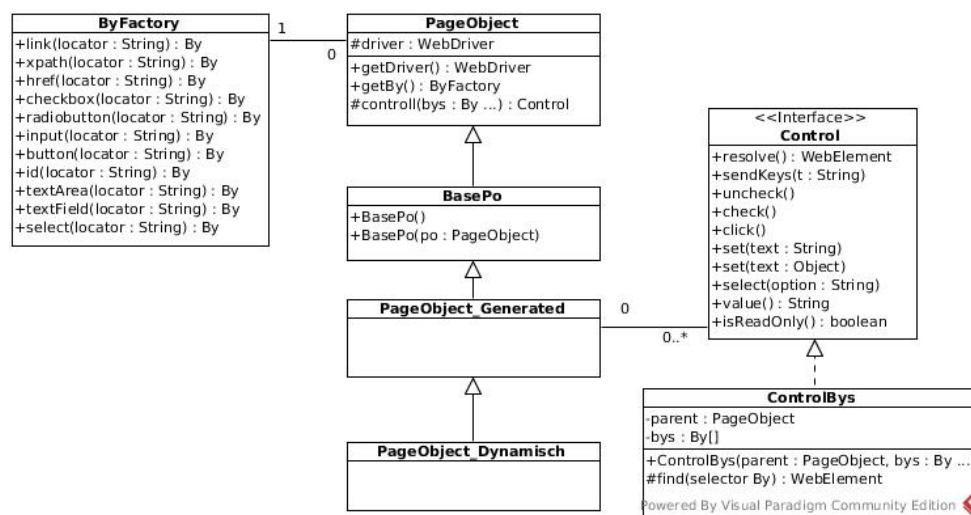 ByFactory
+link(locator : String) : By
+xpath(locator : String) : By
+href(locator : String) : By
+checkbox(locator : String) : By
+radiobutton(locator : String) : By
+input(locator : String) : By
+button(locator : String) : By
+id(locator : String) : By
+textArea(locator : String) : By
+textField(locator : String) : By
+select(locator : String) : By
1
0
PageObject
#driver : WebDriver
+getDriver() : WebDriver
+getBy() : ByFactory
#controll(bys : By ...) : Control
BasePo
+BasePo()
+BasePo(po : PageObject)
PageObject_Generated
0
0..*
PageObject_Dynamisch
<<Interface>>
Control
+resolve() : WebElement
+sendKeys(t : String)
+uncheck()
+check()
+click()
+set(text : String)
+set(text : Object)
+select(option : String)
+value() : String
+isReadOnly() : boolean
ControlBys
-parent : PageObject
-bys : By[]
+ControlBys(parent : PageObject, bys : By ...
#find(selector By) : WebElement
Powered By Visual Paradigm Community Edition